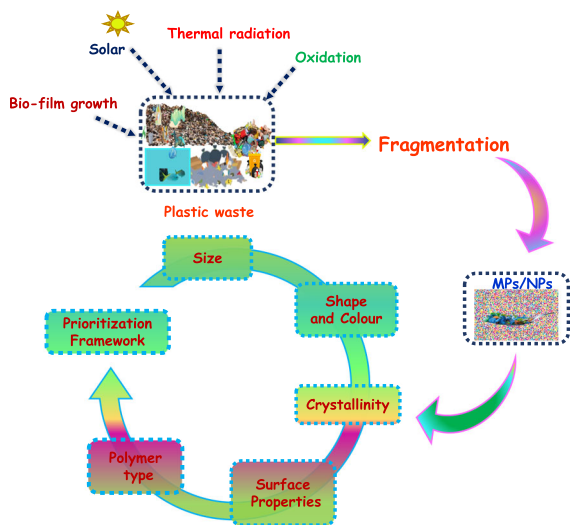 Thermal radiation
Solar
Oxidation
Bio-film growth
Fragmentation
Plastic waste
Size
MPs/NPs
Shape
and Colour
Prioritization
Framework
Crystallinity
Polymer
type
Surface
Properties